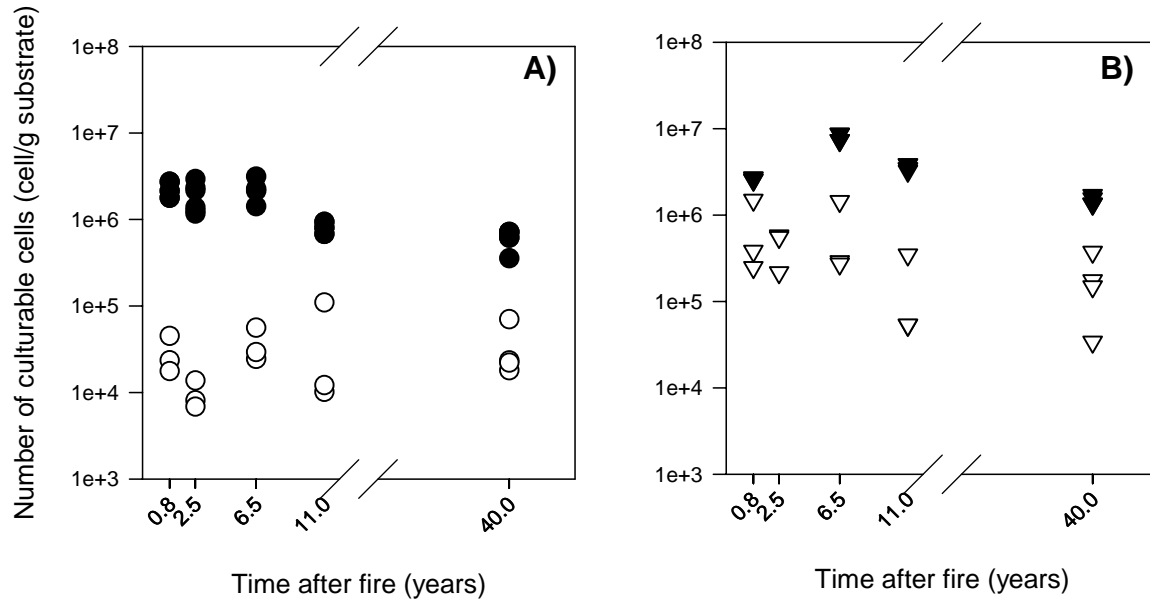 Number of culturable cells (cell/g substrate)
1e+8
1e+7
1e+6
1e+5
1e+4
1e+3
A)
0.8
2.5
6.5
11.0
40.0
Time after fire (years)
1e+8
1e+7
1e+6
1e+5
1e+4
1e+3
B)
0.8
2.5
6.5
11.0
40.0
Time after fire (years)